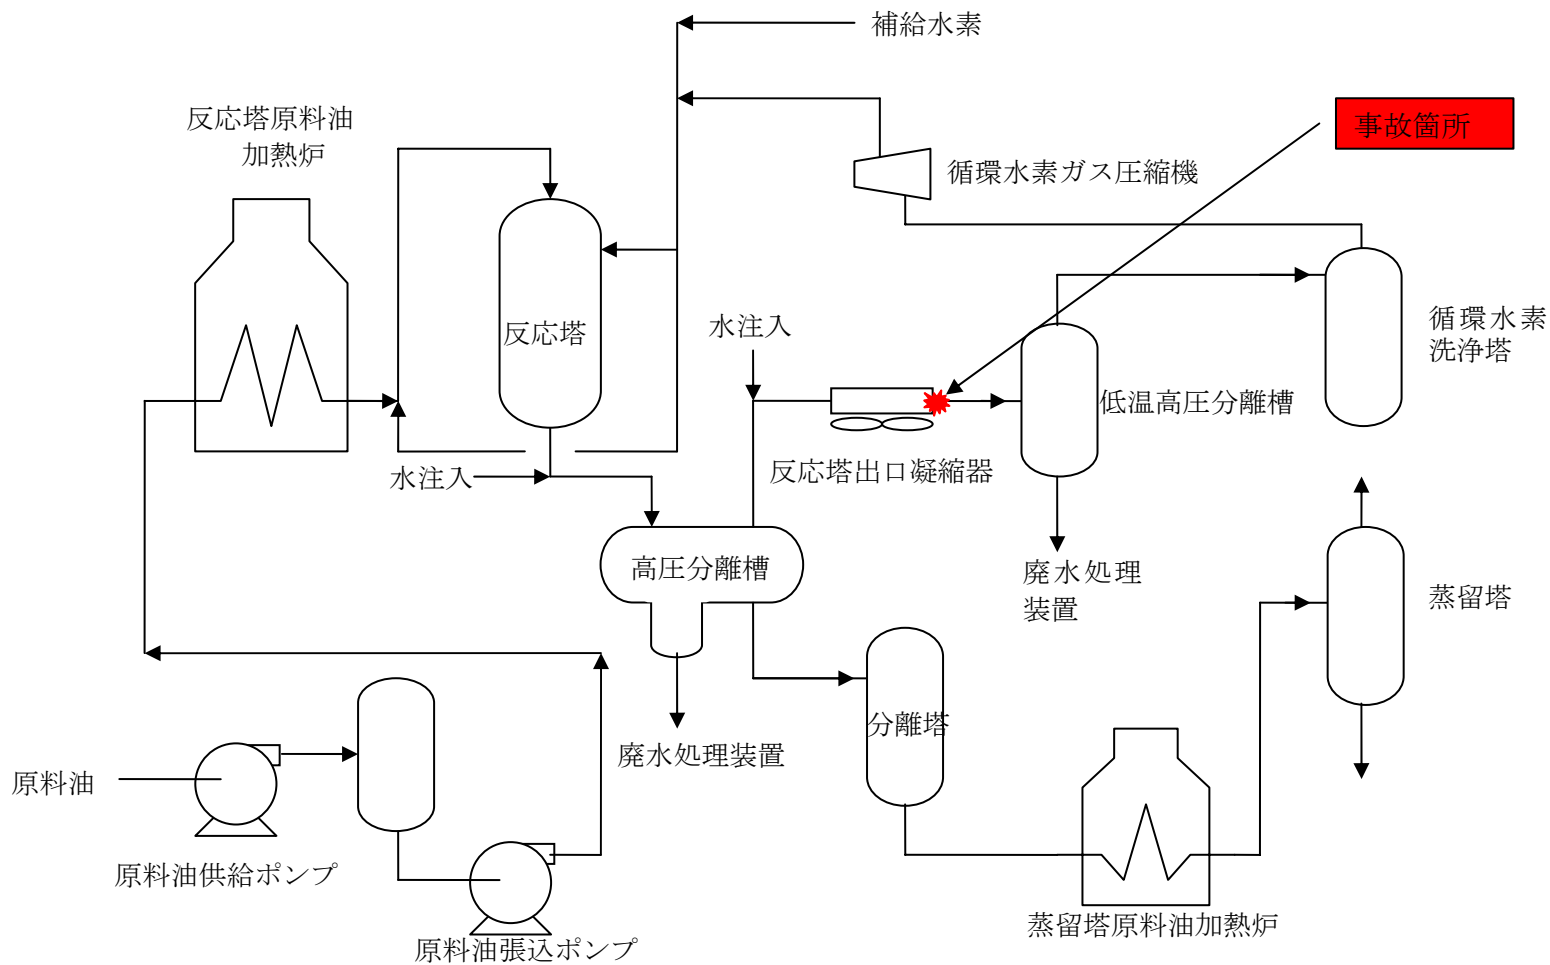 補給水素
反応塔原料油
加熱炉
事故箇所
循環水素ガス圧縮機
水注入
反応塔
循環水素
洗浄塔
低温高圧分離槽
反応塔出口凝縮器
水注入
高圧分離槽
廃水処理
装置
蒸留塔
分離塔
廃水処理装置
原料油
原料油供給ポンプ
蒸留塔原料油加熱炉
原料油張込ポンプ